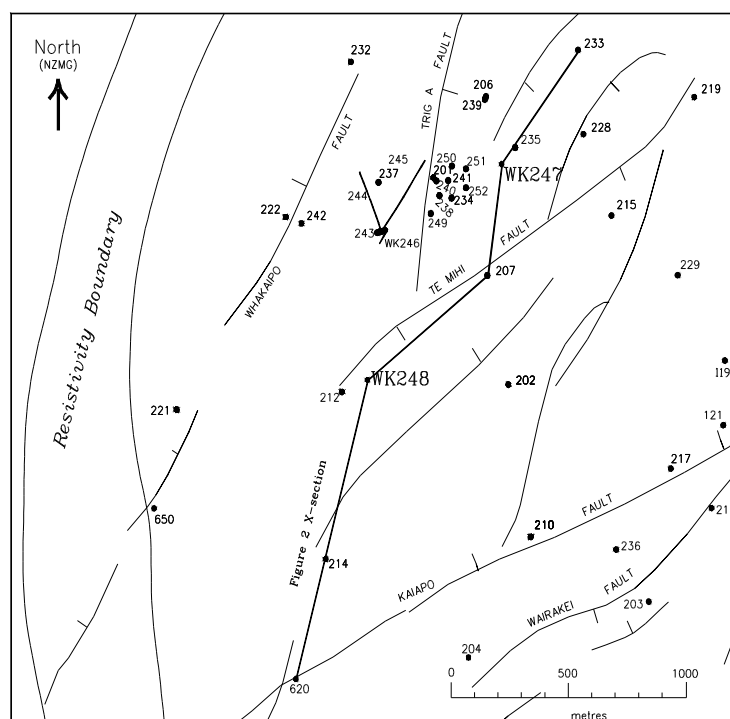 North
(NZMG)
232
233
TRIG A FAULT
206
239
219
235
228
FAULT
245
237
244
250
251
201
241
240
252
234
238
249
WK247
222
242
243
WK246
215
FAULT
TE MIHI
207
229
WHAKAIPO
Resistivity Boundary
WK248
212
202
119
221
121
217
650
Figure 2 X-section
FAULT
210
21
236
214
KAIAPO
FAULT
WAIRAKEI
203
204
620
0
500
1000
metres